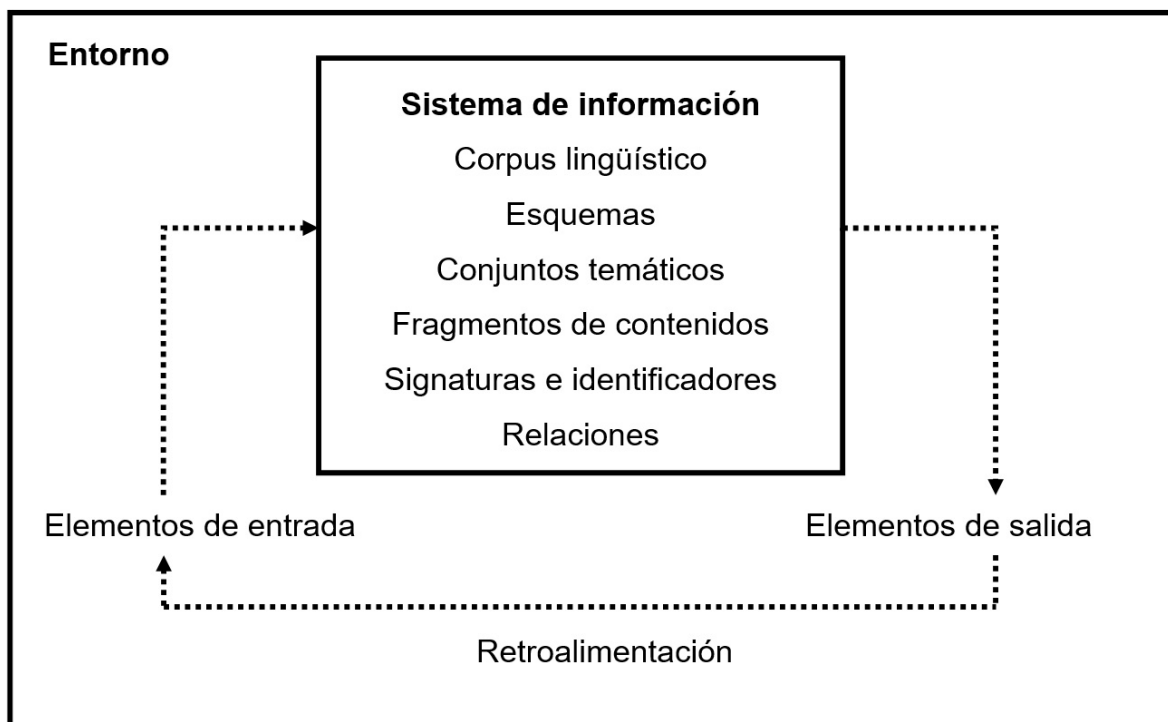 Entorno
Sistema de información
Corpus lingüístico
Esquemas
Conjuntos temáticos
Fragmentos de contenidos
Signaturas e identificadores
Relaciones
Elementos de entrada
Elementos de salida
Retroalimentación